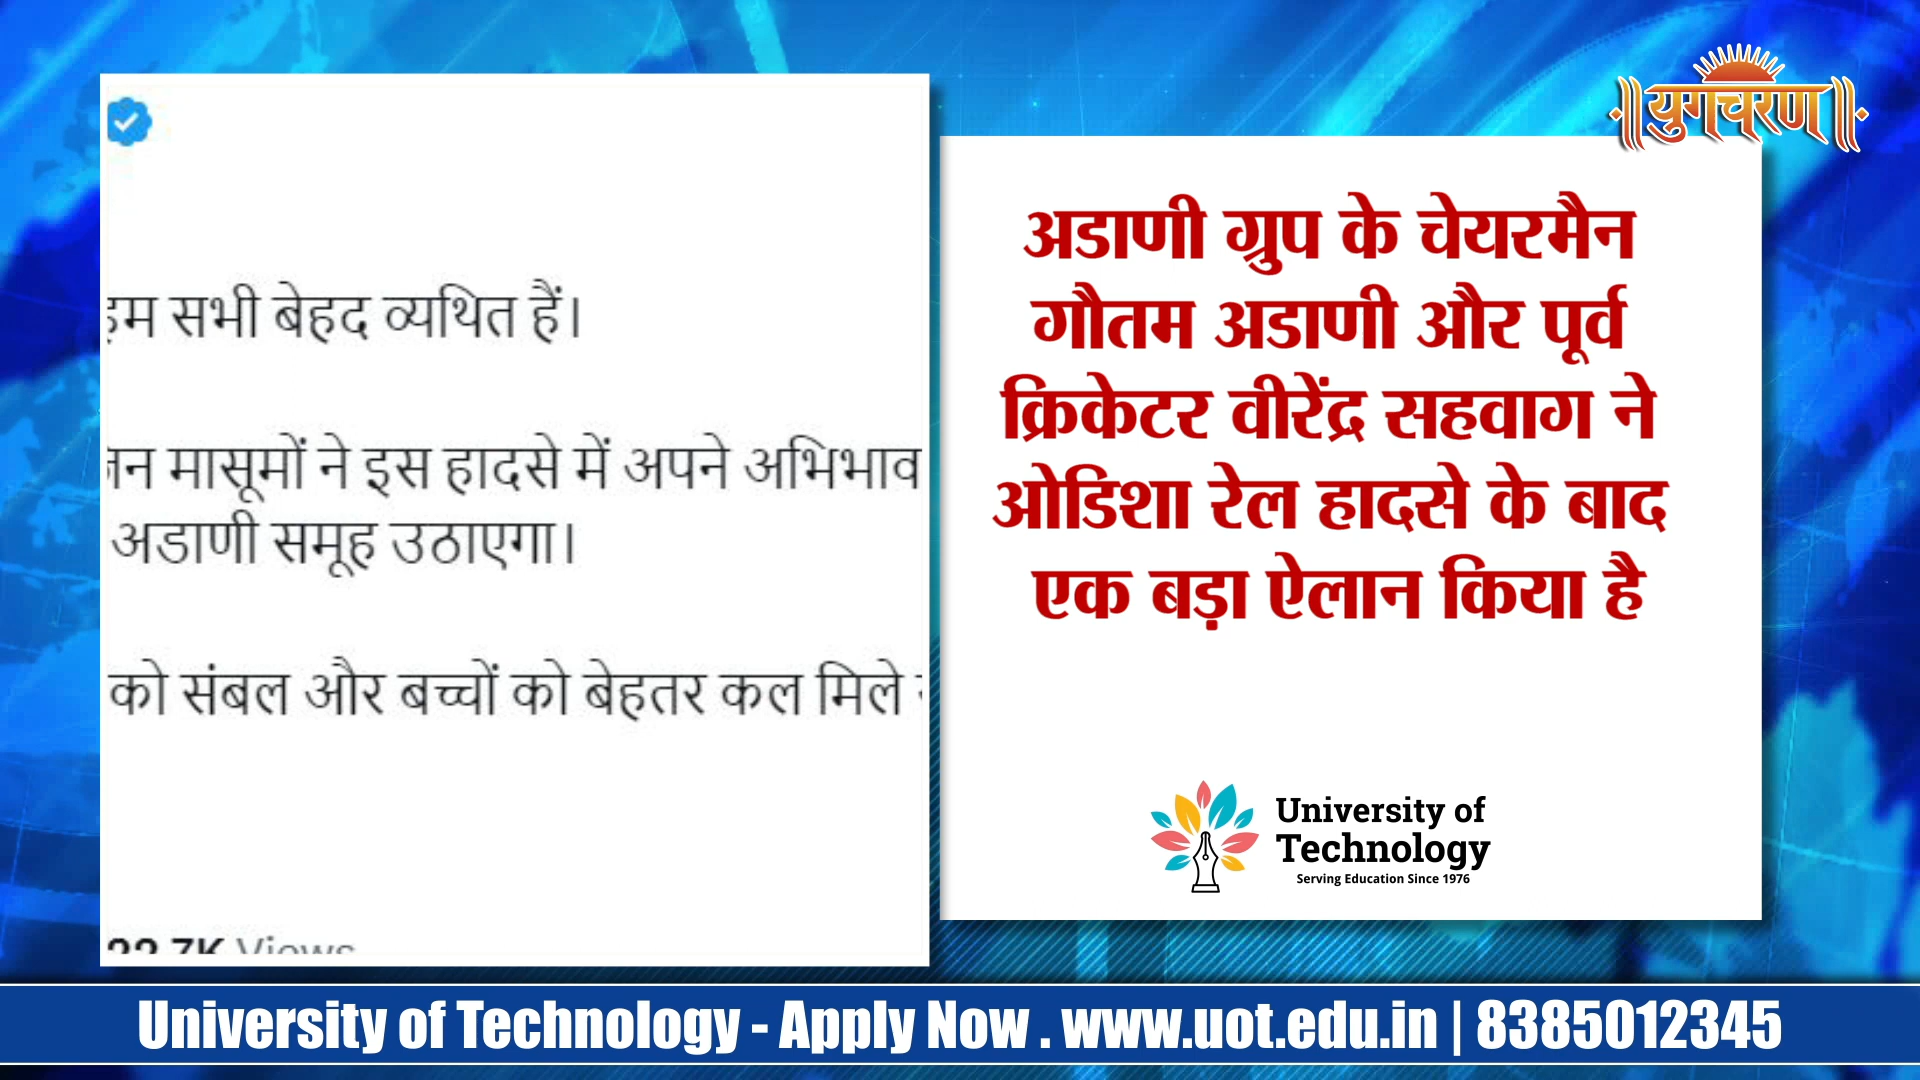 हम सभी बेहद व्यथित हैं।
मासूमों ने इस हादसे में अपने अभिभाव
अडाणी समूह उठाएगा।
को संबल और बच्चों को बेहतर कल मिले
Views
॥युगचरण॥
अडाणी ग्रुप के चेयरमैन
गौतम अडाणी और पूर्व
क्रिकेटर वीरेंद्र सहवाग ने
ओडिशा रेल हादसे के बाद
एक बड़ा ऐलान किया है
University of
Technology
Serving Education Since 1976
University of Technology - Apply Now . www.uot.edu.in | 8385012345